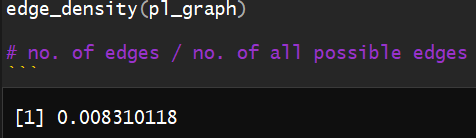 edge_density(pl_graph)
# no. of edges / no. of all possible edges
```
[1] 0.008310118